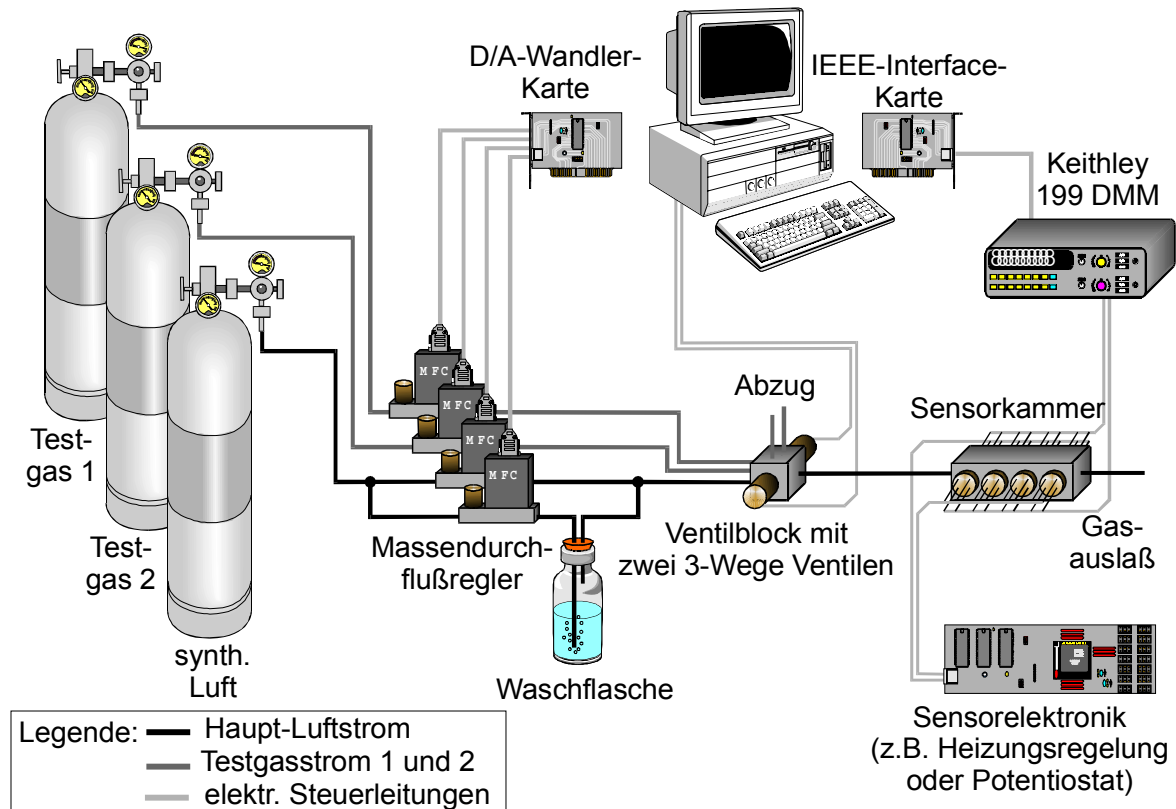 D/A-Wandler-
Karte
IEEE-Interface-
Karte
Keithley
199 DMM
MFC
MFC
MFC
MFC
Abzug
Sensorkammer
Test-
gas 1
Test-
gas 2
synth.
Luft
Massendurch-
flußregler
Waschflasche
Ventilblock mit
zwei 3-Wege Ventilen
Gas-
auslaß
Sensorelektronik
(z.B. Heizungsregelung
oder Potentiostat)
Legende:
Haupt-Luftstrom
Testgasstrom 1 und 2
elektr. Steuerleitungen